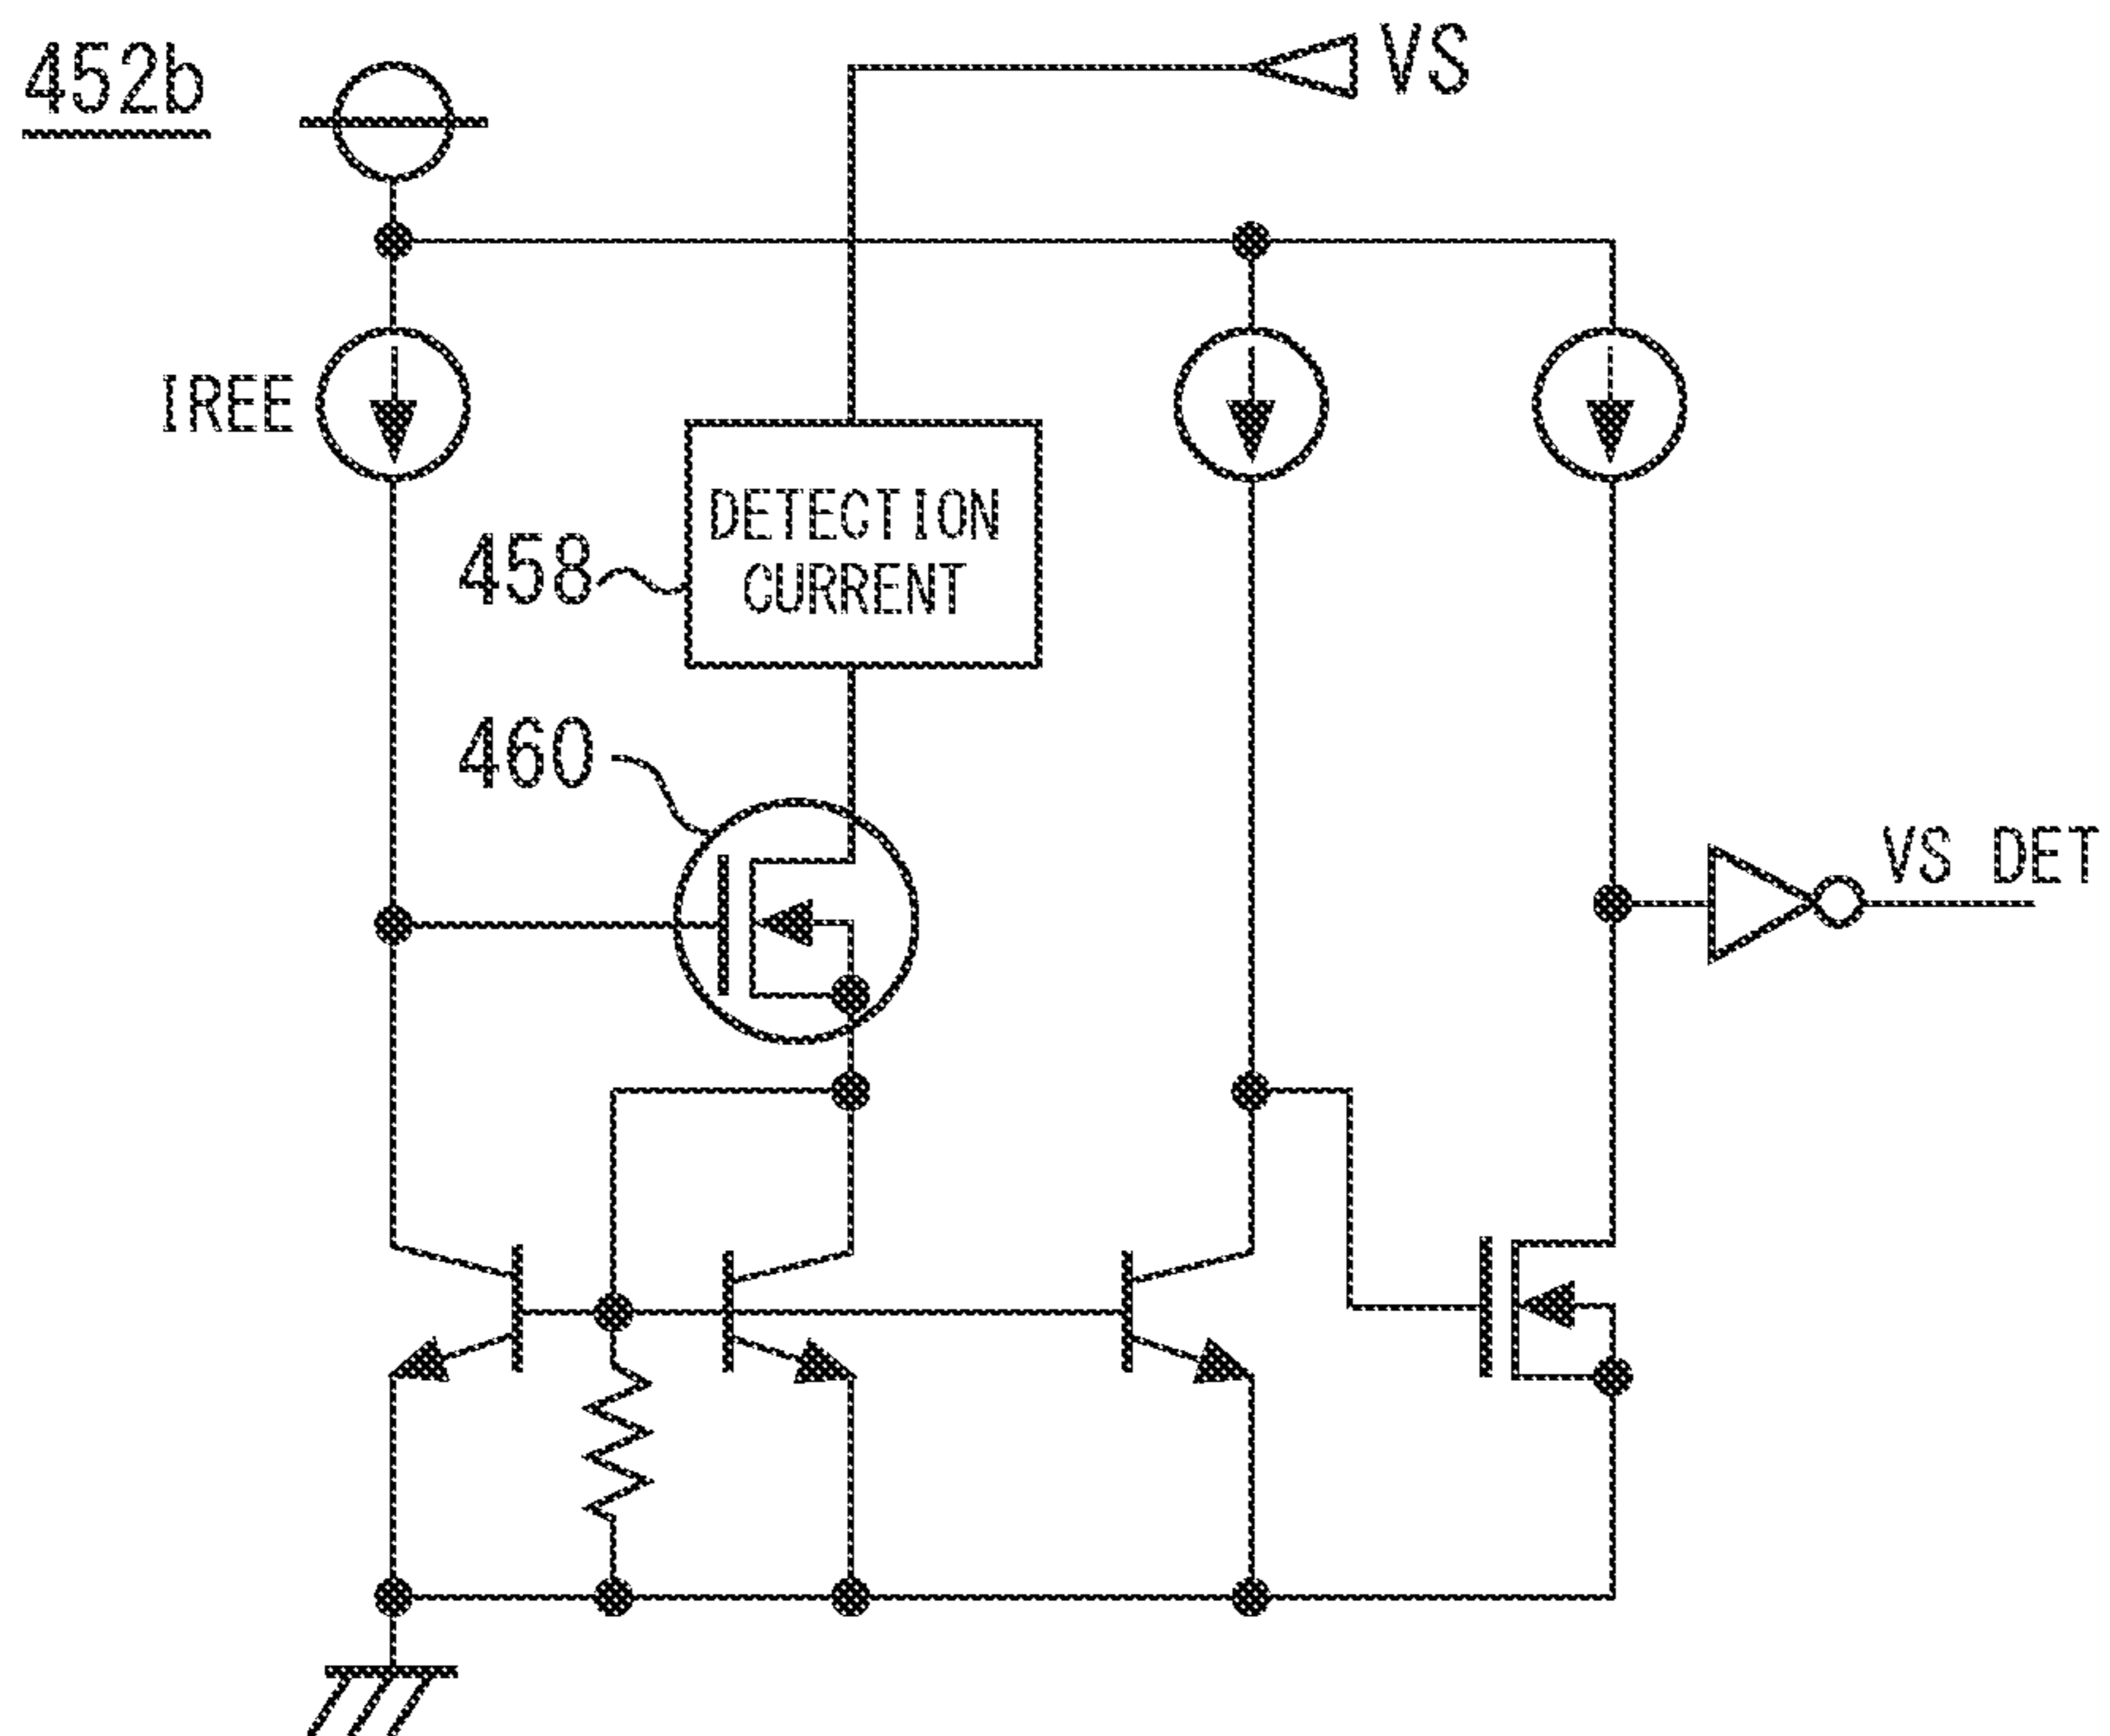 452b
VS
IREE
DETECTION
CURRENT
458
460
VS DET